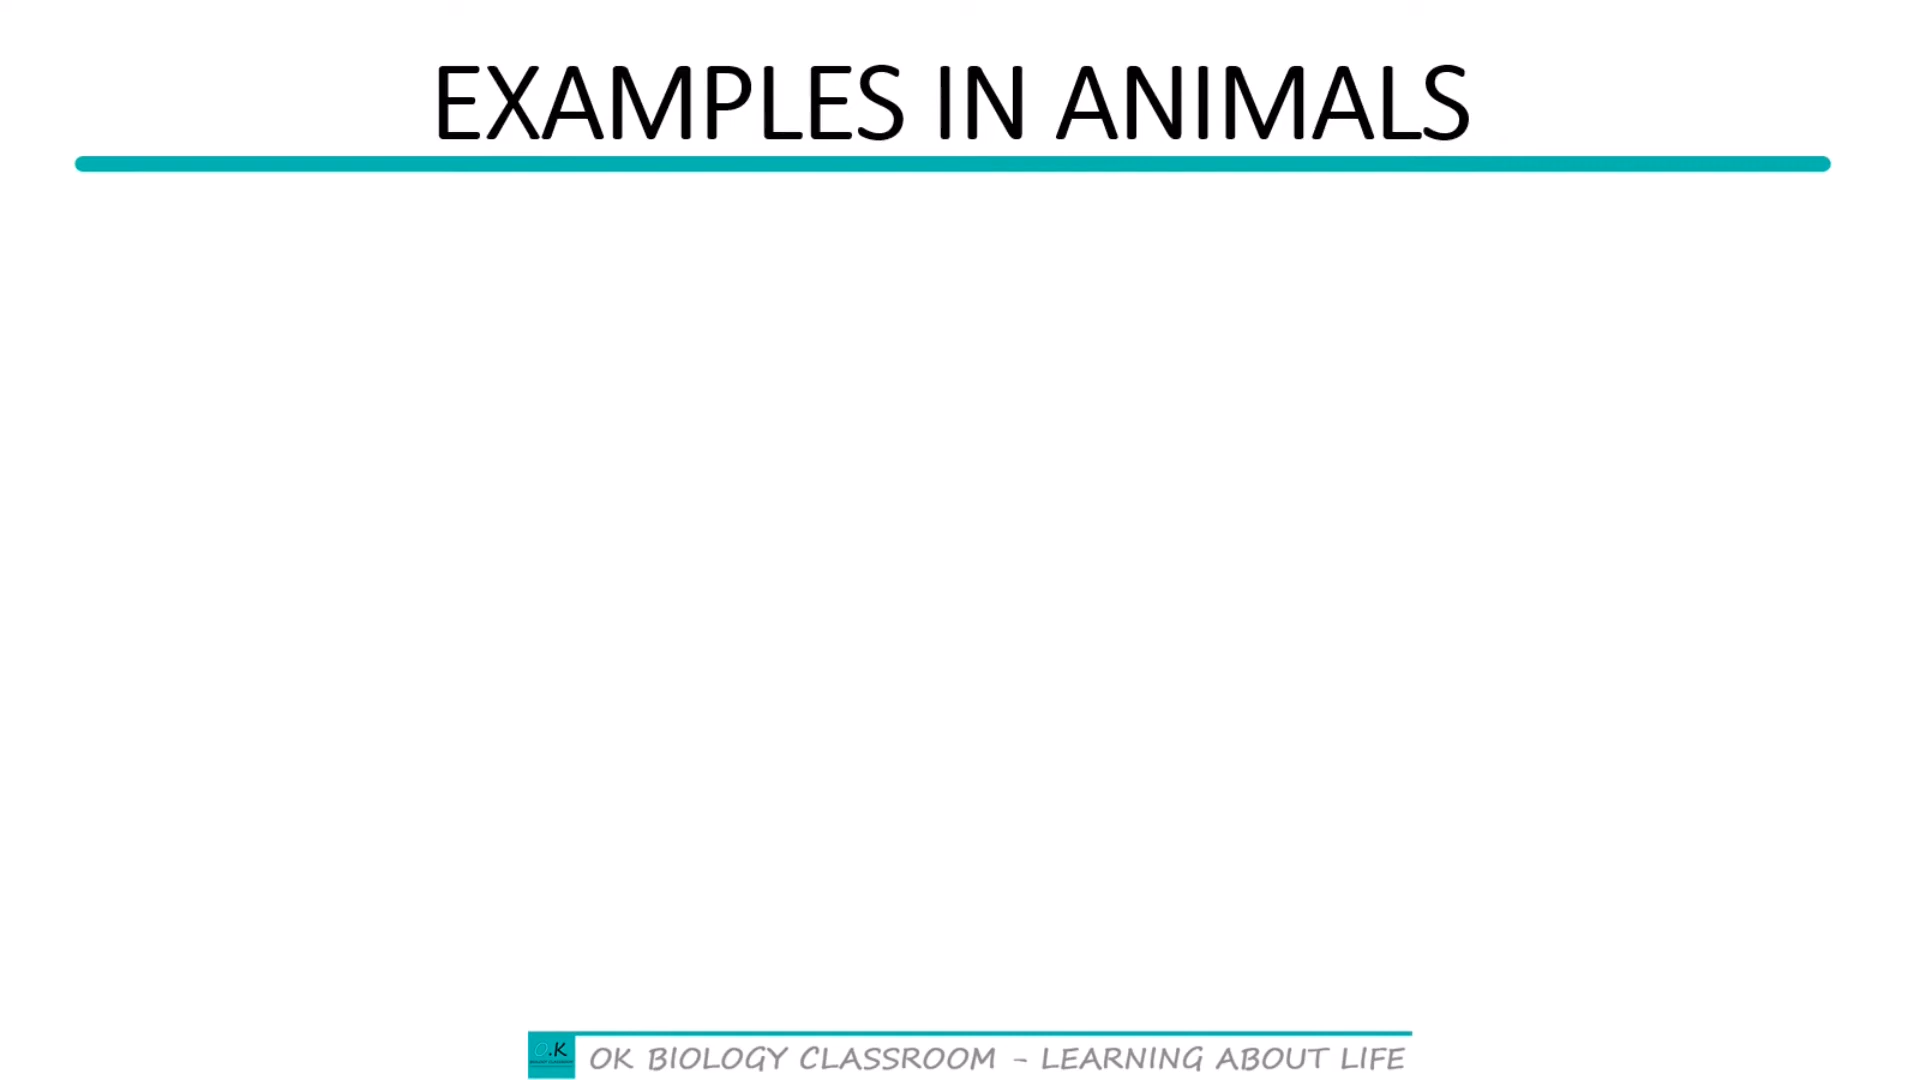 EXAMPLES IN ANIMALS
O.K OK BIOLOGY CLASSROOM - LEARNING ABOUT LIFE